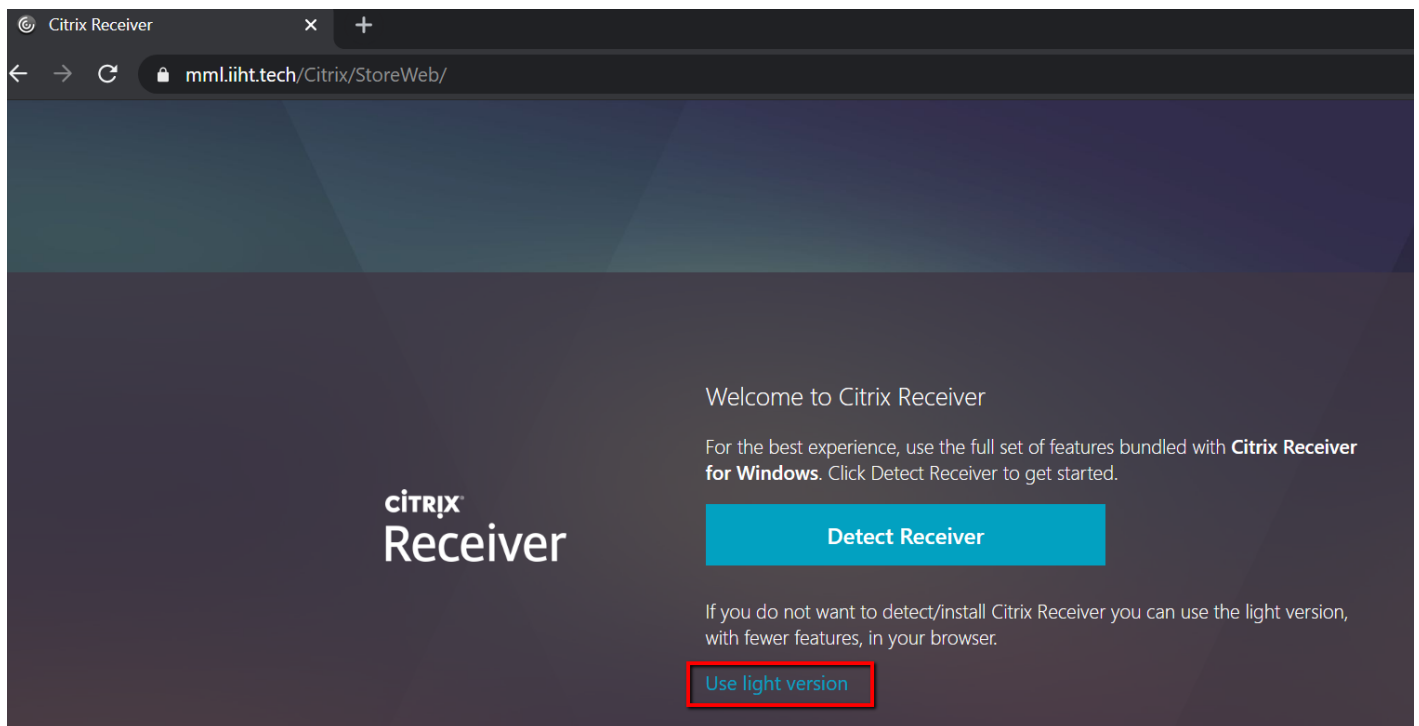 Citrix Receiver
mml.iiht.tech/Citrix/StoreWeb/
Welcome to Citrix Receiver
For the best experience, use the full set of features bundled with Citrix Receiver
for Windows. Click Detect Receiver to get started.
CİTRIX
Receiver
Detect Receiver
If you do not want to detect/install Citrix Receiver you can use the light version,
with fewer features, in your browser.
Use light version